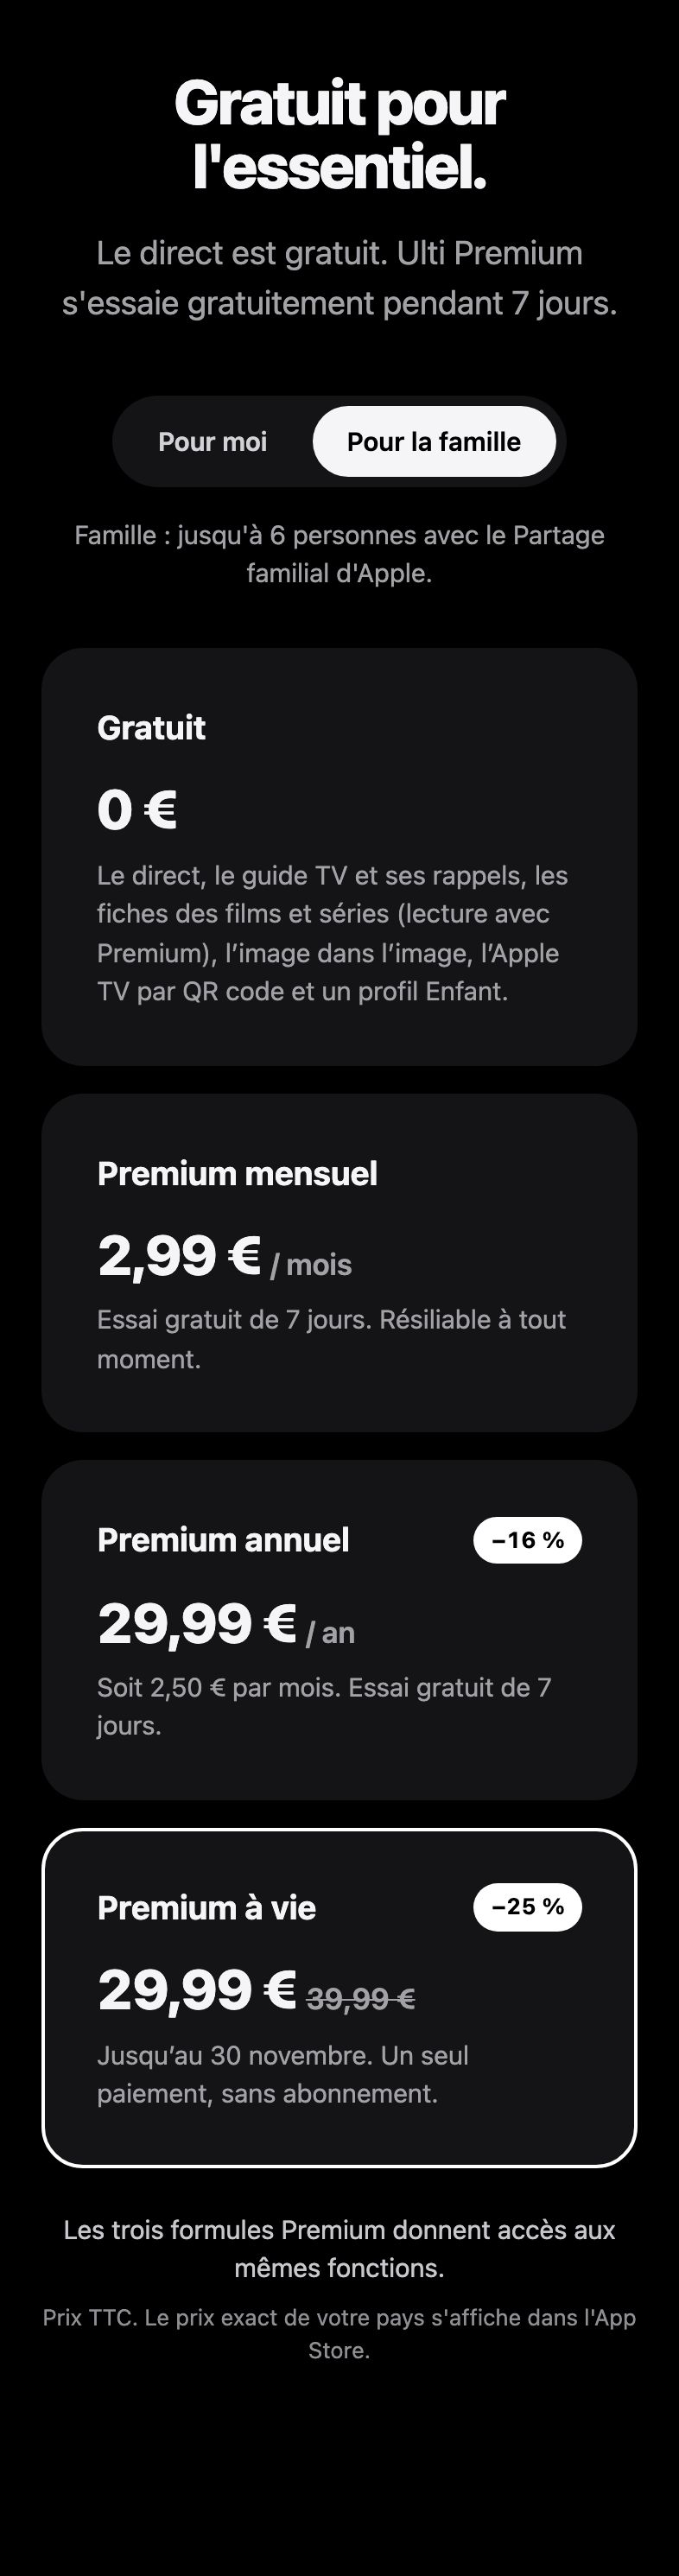 Gratuit pour
l'essentiel.
Le direct est gratuit. Ulti Premium
s'essaie gratuitement pendant 7 jours.
Pour moi
Pour la famille
Famille : jusqu'à 6 personnes avec le Partage
familial d'Apple.
Gratuit
0 €
Le direct, le guide TV et ses rappels, les
fiches des films et séries (lecture avec
Premium), l’image dans l’image, l’Apple
TV par QR code et un profil Enfant.
Premium mensuel
2,99 € / mois
Essai gratuit de 7 jours. Résiliable à tout
moment.
Premium annuel
−16 %
29,99 € / an
Soit 2,50 € par mois. Essai gratuit de 7
jours.
Premium à vie
−25 %
29,99 € 39,99 €
Jusqu’au 30 novembre. Un seul
paiement, sans abonnement.
Les trois formules Premium donnent accès aux
mêmes fonctions.
Prix TTC. Le prix exact de votre pays s'affiche dans l'App
Store.